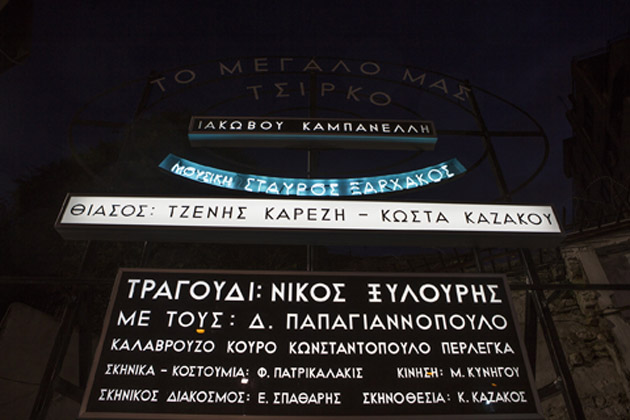 ΤΟ ΜΕΓΑΛΟ ΜΑΣ
ΤΣΙΡΚΟ
ΙΑΚΩΒΟΥ ΚΑΜΠΑΝΕΛΛΗ
ΜΟΥΣΙΚΗ ΣΤΑΥΡΟΣ ΞΑΡΧΑΚΟΣ
ΘΙΑΣΟΣ: ΤΖΕΝΗΣ ΚΑΡΕΖΗ – ΚΩΣΤΑ ΚΑΖΑΚΟΥ
ΤΡΑΓΟΥΔΙ: ΝΙΚΟΣ ΞΥΛΟΥΡΗΣ
ΜΕ ΤΟΥΣ: Δ. ΠΑΠΑΓΙΑΝΝΟΠΟΥΛΟ
ΚΑΛΑΒΡΟΥΖΟ ΚΟΥΡΟ ΚΩΝΣΤΑΝΤΟΠΟΥΛΟ ΠΕΡΛΕΓΚΑ
ΣΚΗΝΙΚΑ – ΚΟΣΤΟΥΜΙΑ: Φ. ΠΑΤΡΙΚΑΛΑΚΙΣ ΚΙΝΗΣΗ: Μ. ΚΥΝΗΓΟΥ
ΣΚΗΝΙΚΟΣ ΔΙΑΚΟΣΜΟΣ: Ε. ΣΠΑΘΑΡΗΣ ΣΚΗΝΟΘΕΣΙΑ: Κ. ΚΑΖΑΚΟΣ